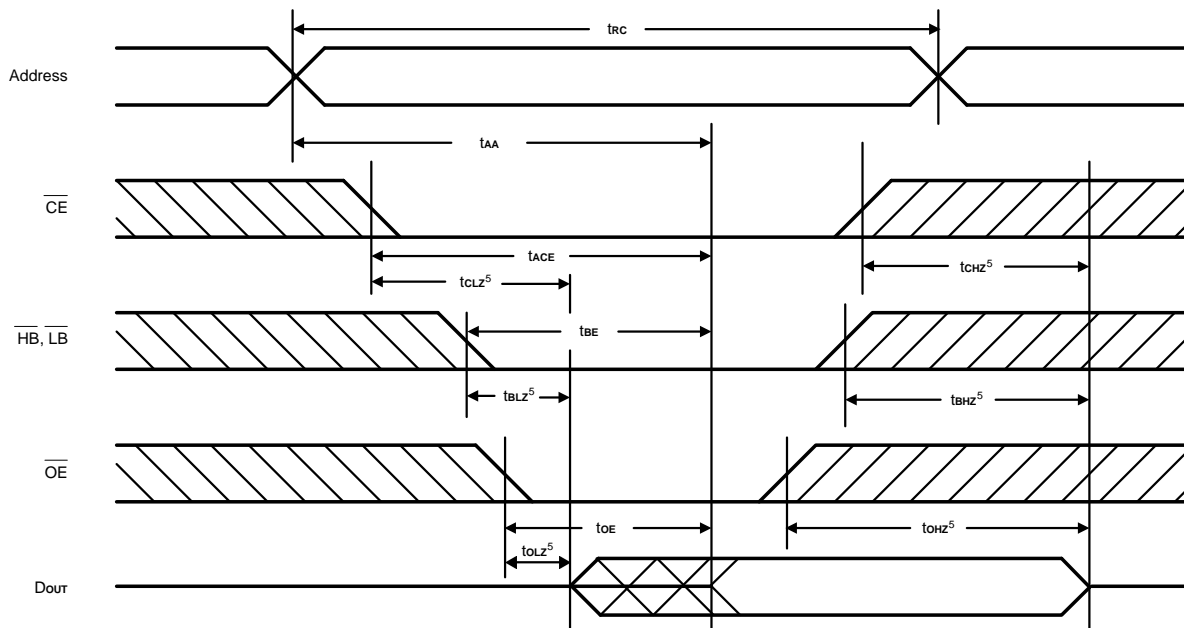 tRC
Address
tAA
CE
tACE
tCLZ5
tCHZ5
HB, LB
tBE
tBLZ5
tBHZ5
OE
tOE
tOHZ5
tOLZ5
DOUT